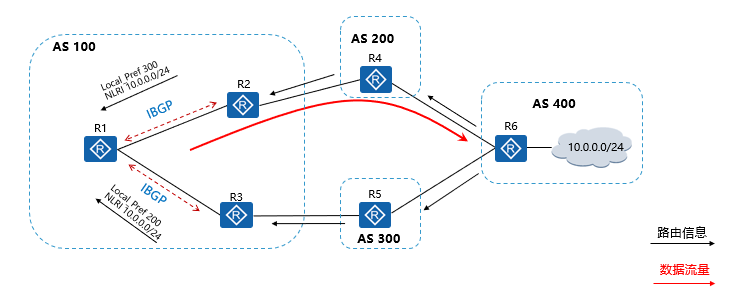 AS 100
AS 200
R4
Local_Pref 300
NLRI 10.0.0.0/24
R2
IBGP
AS 400
R6
10.0.0.0/24
R1
IBGP
Local_Pref 200
NLRI 10.0.0.0/24
R3
R5
AS 300
路由信息
数据流量